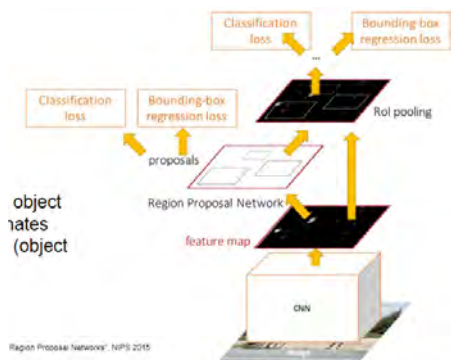 Classification
loss
Bounding-box
regression loss
...
Classification
loss
Bounding-box
regression loss
RoI pooling
proposals
Region Proposal Network
object
nates
(object
feature map
CNN
Region Proposal Networks", NIPS 2015